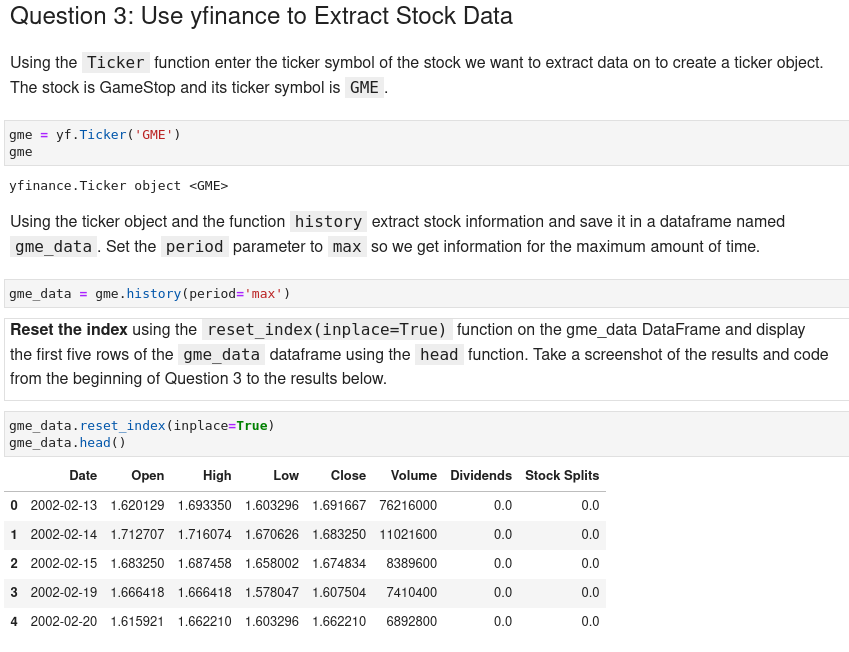 Question 3: Use yfinance to Extract Stock Data
Using the Ticker function enter the ticker symbol of the stock we want to extract data on to create a ticker object.
The stock is GameStop and its ticker symbol is GME .
gme = yf.Ticker('GME')
gme
yfinance.Ticker object <GME>
Using the ticker object and the function history extract stock information and save it in a dataframe named
gme_data . Set the period parameter to max so we get information for the maximum amount of time.
gme_data = gme.history(period='max')
Reset the index using the reset_index(inplace=True) function on the gme_data DataFrame and display
the first five rows of the gme_data dataframe using the head function. Take a screenshot of the results and code
from the beginning of Question 3 to the results below.
gme_data.reset_index(inplace=True)
gme_data.head()
Date Open High Low Close Volume Dividends Stock Splits
0 2002-02-13 1.620129 1.693350 1.603296 1.691667 76216000 0.0 0.0
1 2002-02-14 1.712707 1.716074 1.670626 1.683250 11021600 0.0 0.0
2 2002-02-15 1.683250 1.687458 1.658002 1.674834 8389600 0.0 0.0
3 2002-02-19 1.666418 1.666418 1.578047 1.607504 7410400 0.0 0.0
4 2002-02-20 1.615921 1.662210 1.603296 1.662210 6892800 0.0 0.0